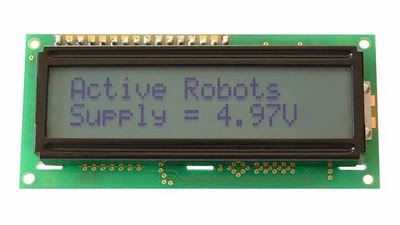 Active Robots
Supply = 4.97V